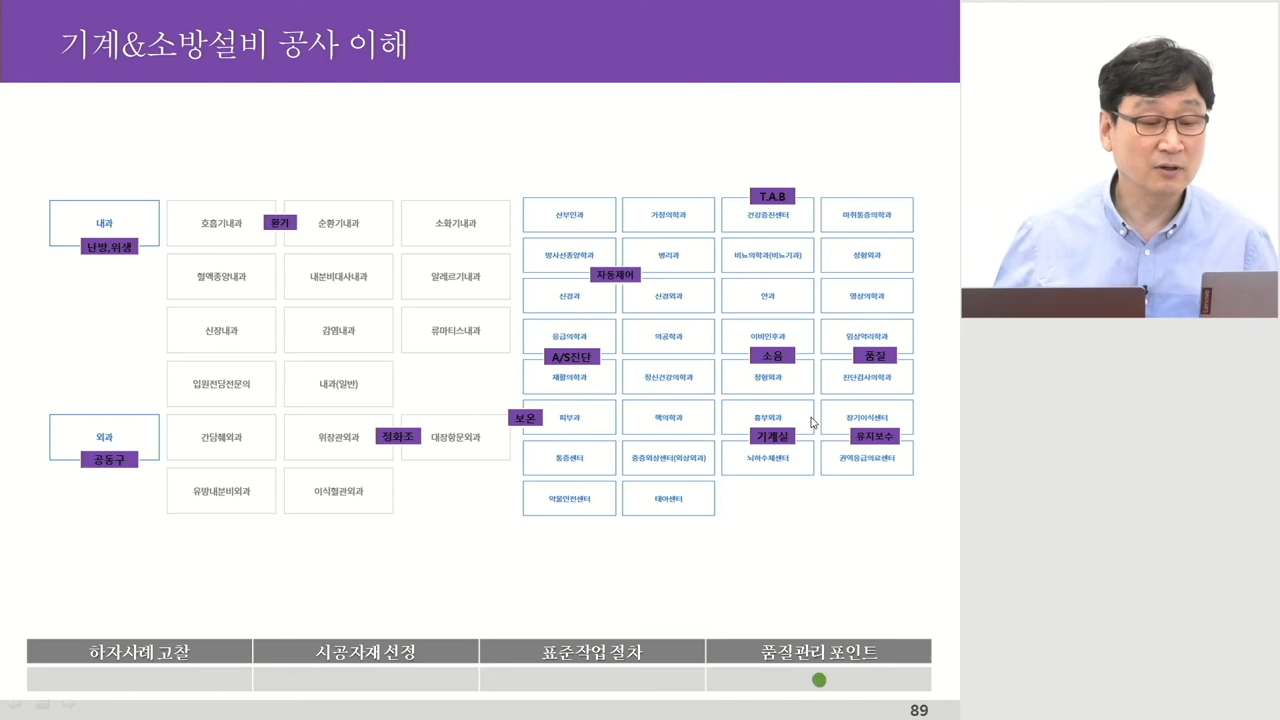 기계&소방설비 공사 이해
내과
난방,위생
호흡기내과
환기
순환기내과
소화기내과
혈액종양내과
내분비대사내과
알레르기내과
신장내과
감염내과
류마티스내과
입원전담전문의
내과(일반)
외과
공동구
간담췌외과
위장관외과
정화조
대장항문외과
유방내분비외과
이식혈관외과
산부인과
가정의학과
T.A.B
건강증진센터
마취통증의학과
방사선종양학과
병리과
비뇨의학과(비뇨기과)
성형외과
자동제어
신경과
신경외과
안과
영상의학과
응급의학과
의공학과
이비인후과
임상약리학과
A/S진단
소음
품질
재활의학과
정신건강의학과
정형외과
진단검사의학과
보온
피부과
핵의학과
흉부외과
장기이식센터
기계실
유지보수
통증센터
중증외상센터(외상외과)
뇌하수체센터
권역응급의료센터
약물안전센터
태아센터
하자사례 고찰
시공자재 선정
표준작업 절차
품질관리 포인트
89
Lenovo